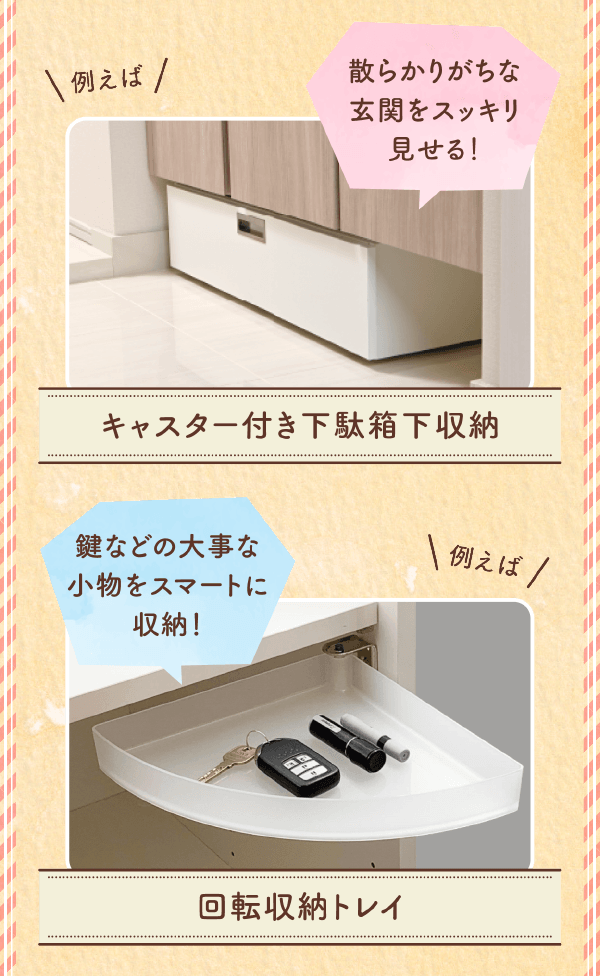 例えば
散らかりがちな
玄関をスッキリ
見せる!
キャスター付き下駄箱下収納
鍵などの大事な
小物をスマートに
収納!
例えば
回転収納トレイ